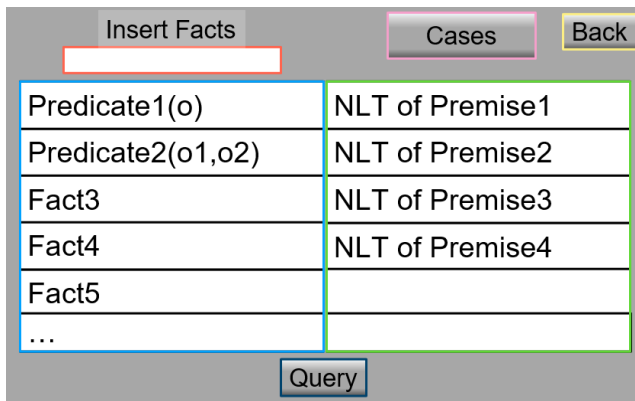 Insert Facts
Cases
Back
Predicate1(o) NLT of Premise1
Predicate2(o1,o2) NLT of Premise2
Fact3 NLT of Premise3
Fact4 NLT of Premise4
Fact5
...
Query